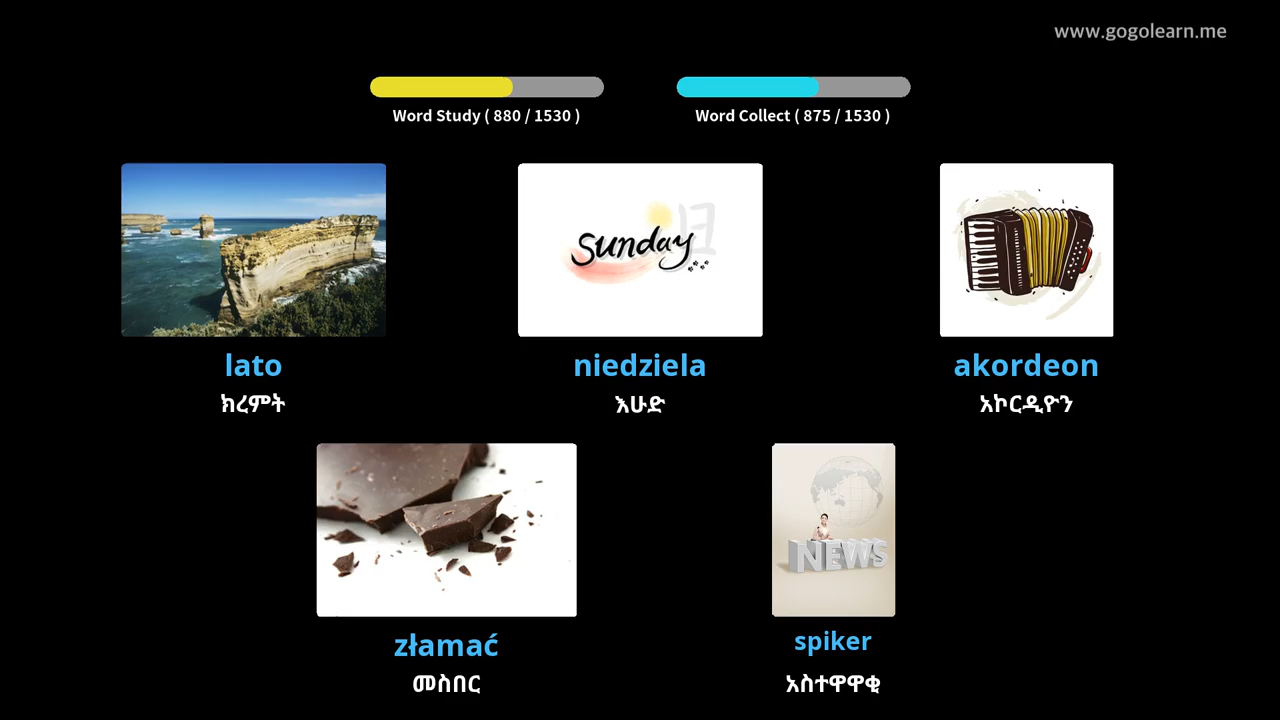 www.gogolearn.me
Word Study ( 880 / 1530 )
Word Collect ( 875 / 1530 )
Sunday 日
lato
ክረምት
niedziela
እሁድ
akordeon
አኮርዲዮን
NEWS
złamać
መስበር
spiker
አስተዋዋቂ